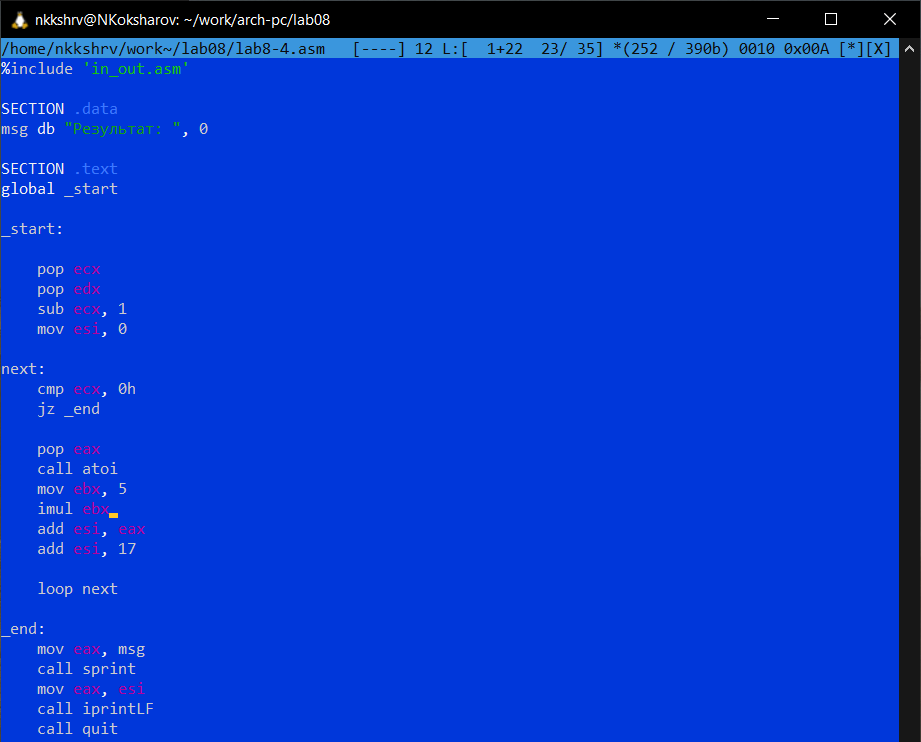 nkkshrv@NKoksharov: ~/work/arch-pc/lab08
/home/nkkshrv/work~/lab08/lab8-4.asm   [----] 12 L:[  1+22  23/ 35] *(252 / 390b) 0010 0x00A [*][X]
%include 'in_out.asm'

SECTION .data
msg db "Результат: ", 0

SECTION .text
global _start

_start:

    pop ecx
    pop edx
    sub ecx, 1
    mov esi, 0

next:
    cmp ecx, 0h
    jz _end

    pop eax
    call atoi
    mov ebx, 5
    imul ebx
    add esi, eax
    add esi, 17

    loop next

_end:
    mov eax, msg
    call sprint
    mov eax, esi
    call iprintLF
    call quit